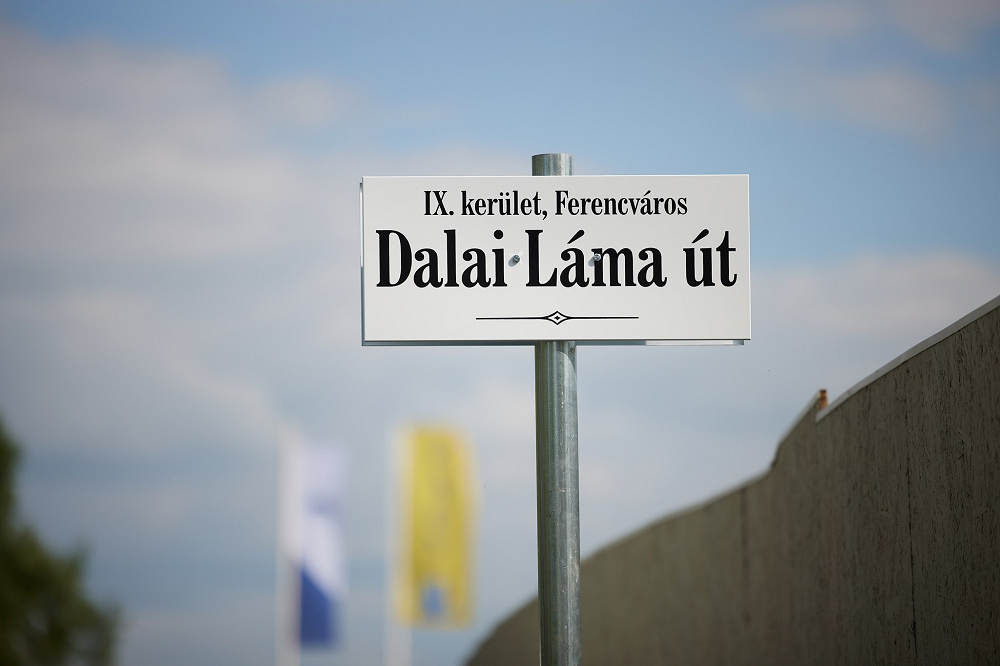 IX. kerület, Ferencváros
Dalai Láma út